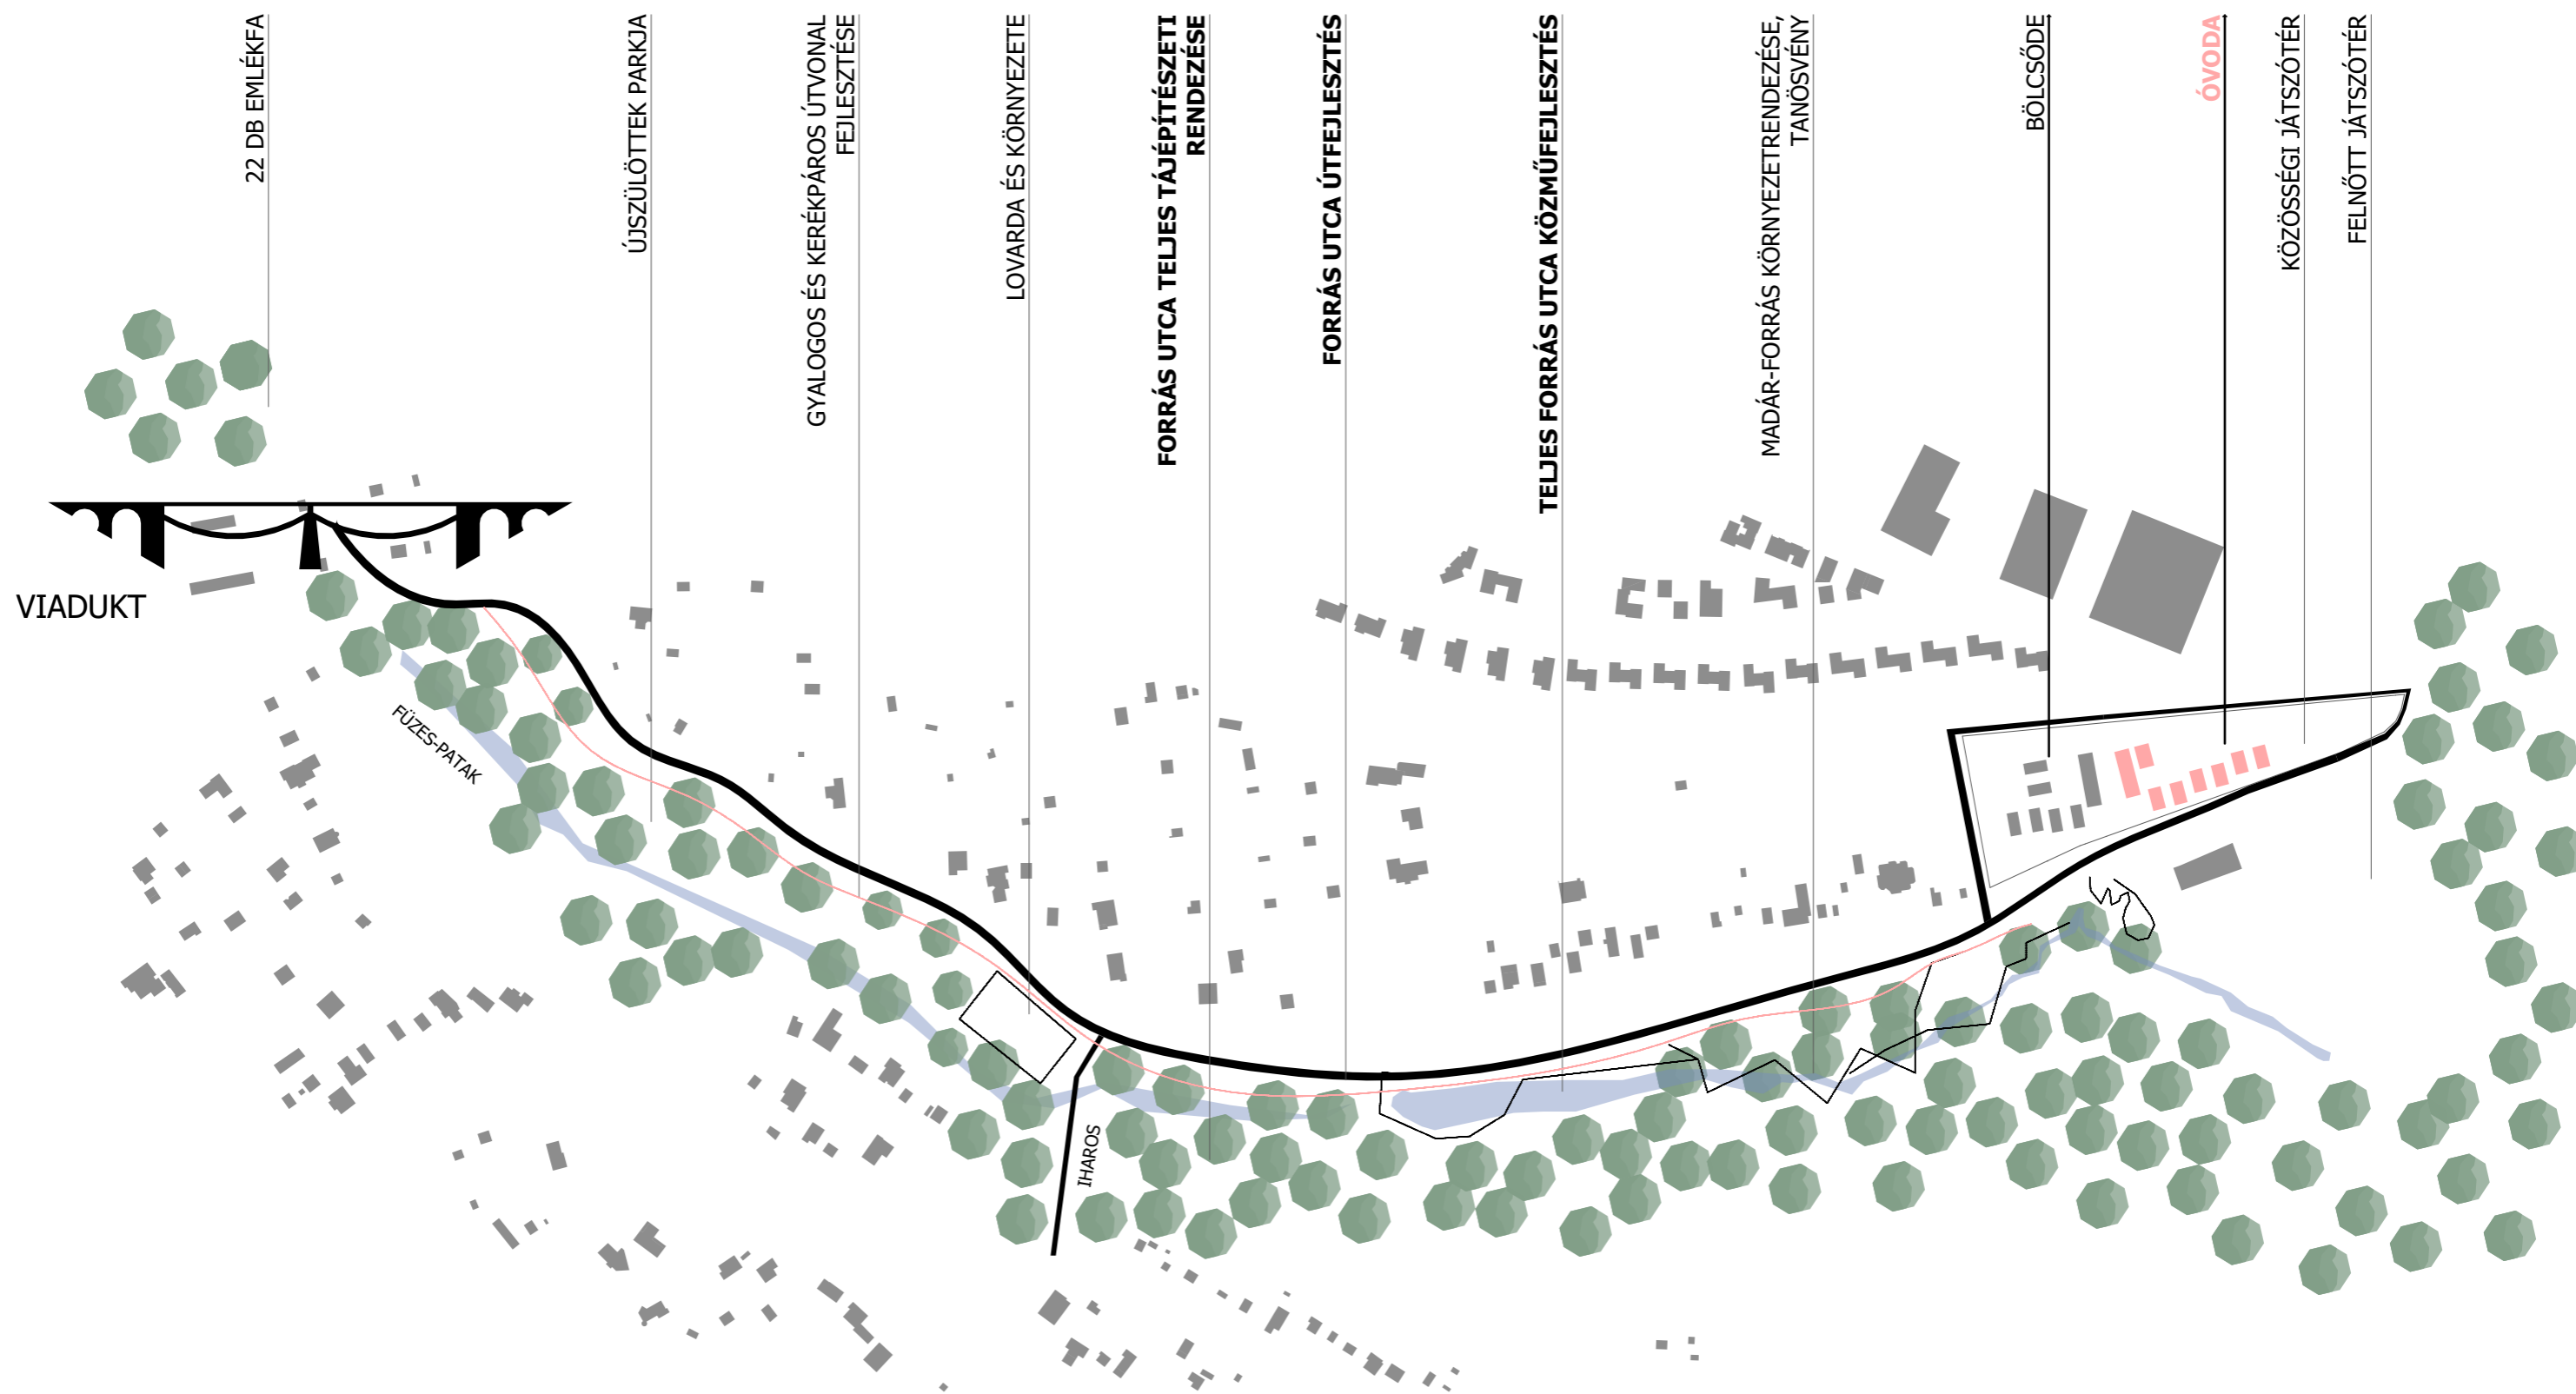 22 DB EMLÉKFA
ÚJSZÜLÖTTEK PARKJA
GYALOGOS ÉS KERÉKPÁROS ÚTVONAL
FEJLESZTÉSE
LOVARDA ÉS KÖRNYEZETE
FORRÁS UTCA TELJES TÁJÉPÍTÉSZETI
RENDEZÉSE
FORRÁS UTCA ÚTFEJLESZTÉS
TELJES FORRÁS UTCA KÖZMŰFEJLESZTÉS
MADÁR-FORRÁS KÖRNYEZETRENDEZÉSE,
TANÖSVÉNY
BÖLCSŐDE
ÓVODA
KÖZÖSSÉGI JÁTSZÓTÉR
FELNŐTT JÁTSZÓTÉR
VIADUKT
FÜZES-PATAK
IHAROS